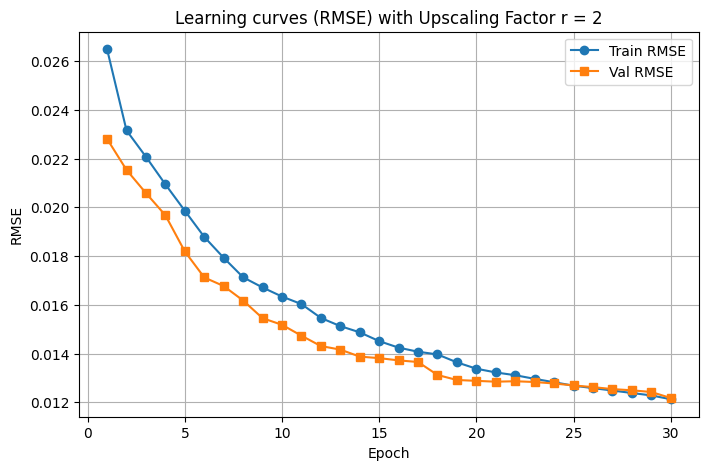 Learning curves (RMSE) with Upscaling Factor r = 2
Train RMSE
Val RMSE
RMSE
0.026
0.024
0.022
0.020
0.018
0.016
0.014
0.012
0 5 10 15 20 25 30
Epoch